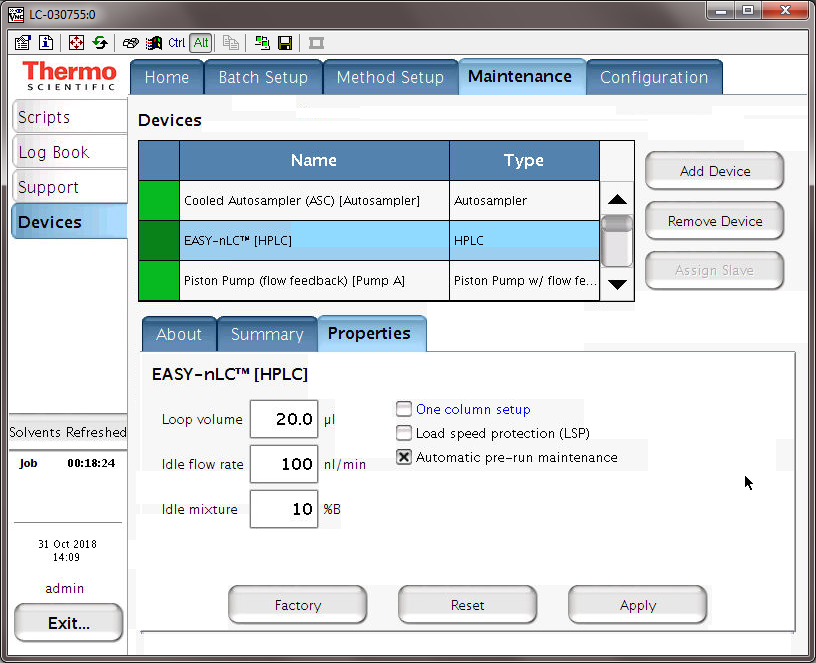 LC-030755:0
Ctrl Alt
Thermo
SCIENTIFIC
Home
Batch Setup
Method Setup
Maintenance
Configuration
Scripts
Log Book
Support
Devices
Devices
Name
Type
Cooled Autosampler (ASC) [Autosampler]
Autosampler
EASY-nLC™ [HPLC]
HPLC
Piston Pump (flow feedback) [Pump A]
Piston Pump w/ flow fe...
Add Device
Remove Device
Assign Slave
About
Summary
Properties
EASY-nLC™ [HPLC]
Loop volume 20.0 µl
Idle flow rate 100 nl/min
Idle mixture 10 %B
One column setup
Load speed protection (LSP)
Automatic pre-run maintenance
Factory
Reset
Apply
Solvents Refreshed
Job 00:18:24
31 Oct 2018
14:09
admin
Exit...